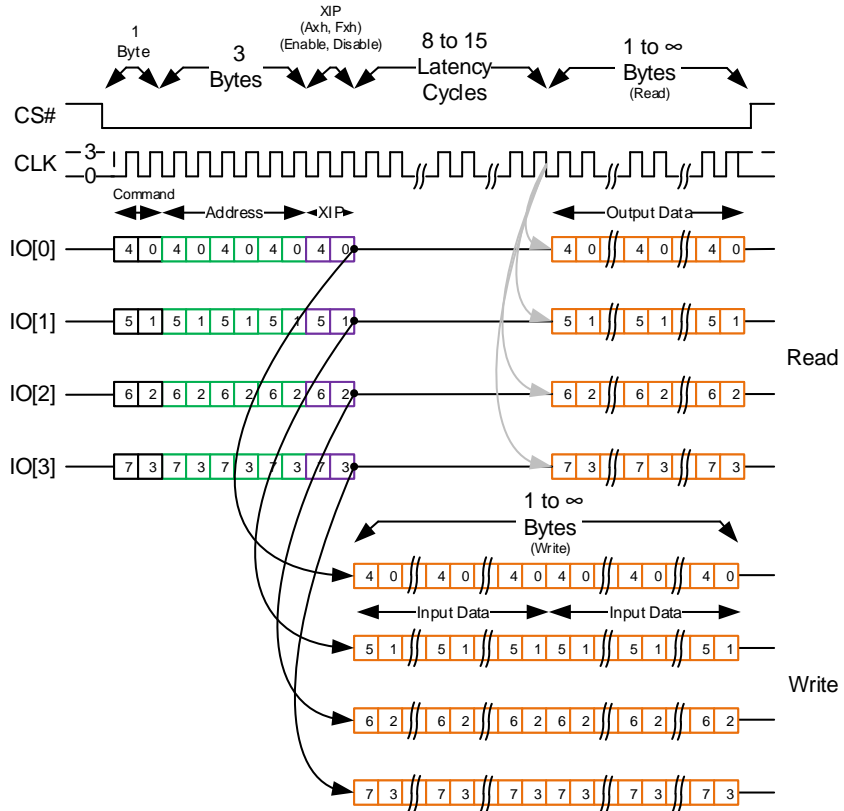 XIP
(Axh, Fxh)
(Enable, Disable)
1
Byte
3
Bytes
8 to 15
Latency
Cycles
1 to ∞
Bytes
(Read)
CS#
CLK
3
0
Command
Address
XIP
Output Data
IO[0] 4 0 4 0 4 0 4 0 4 0 4 0 4 0 4 0
IO[1] 5 1 5 1 5 1 5 1 5 1 5 1 5 1 5 1
Read
IO[2] 6 2 6 2 6 2 6 2 6 2 6 2 6 2 6 2
IO[3] 7 3 7 3 7 3 7 3 7 3 7 3 7 3 7 3
1 to ∞
Bytes
(Write)
4 0 4 0 4 0 4 0 4 0 4 0
Input Data Input Data
5 1 5 1 5 1 5 1 5 1 5 1
Write
6 2 6 2 6 2 6 2 6 2 6 2
7 3 7 3 7 3 7 3 7 3 7 3